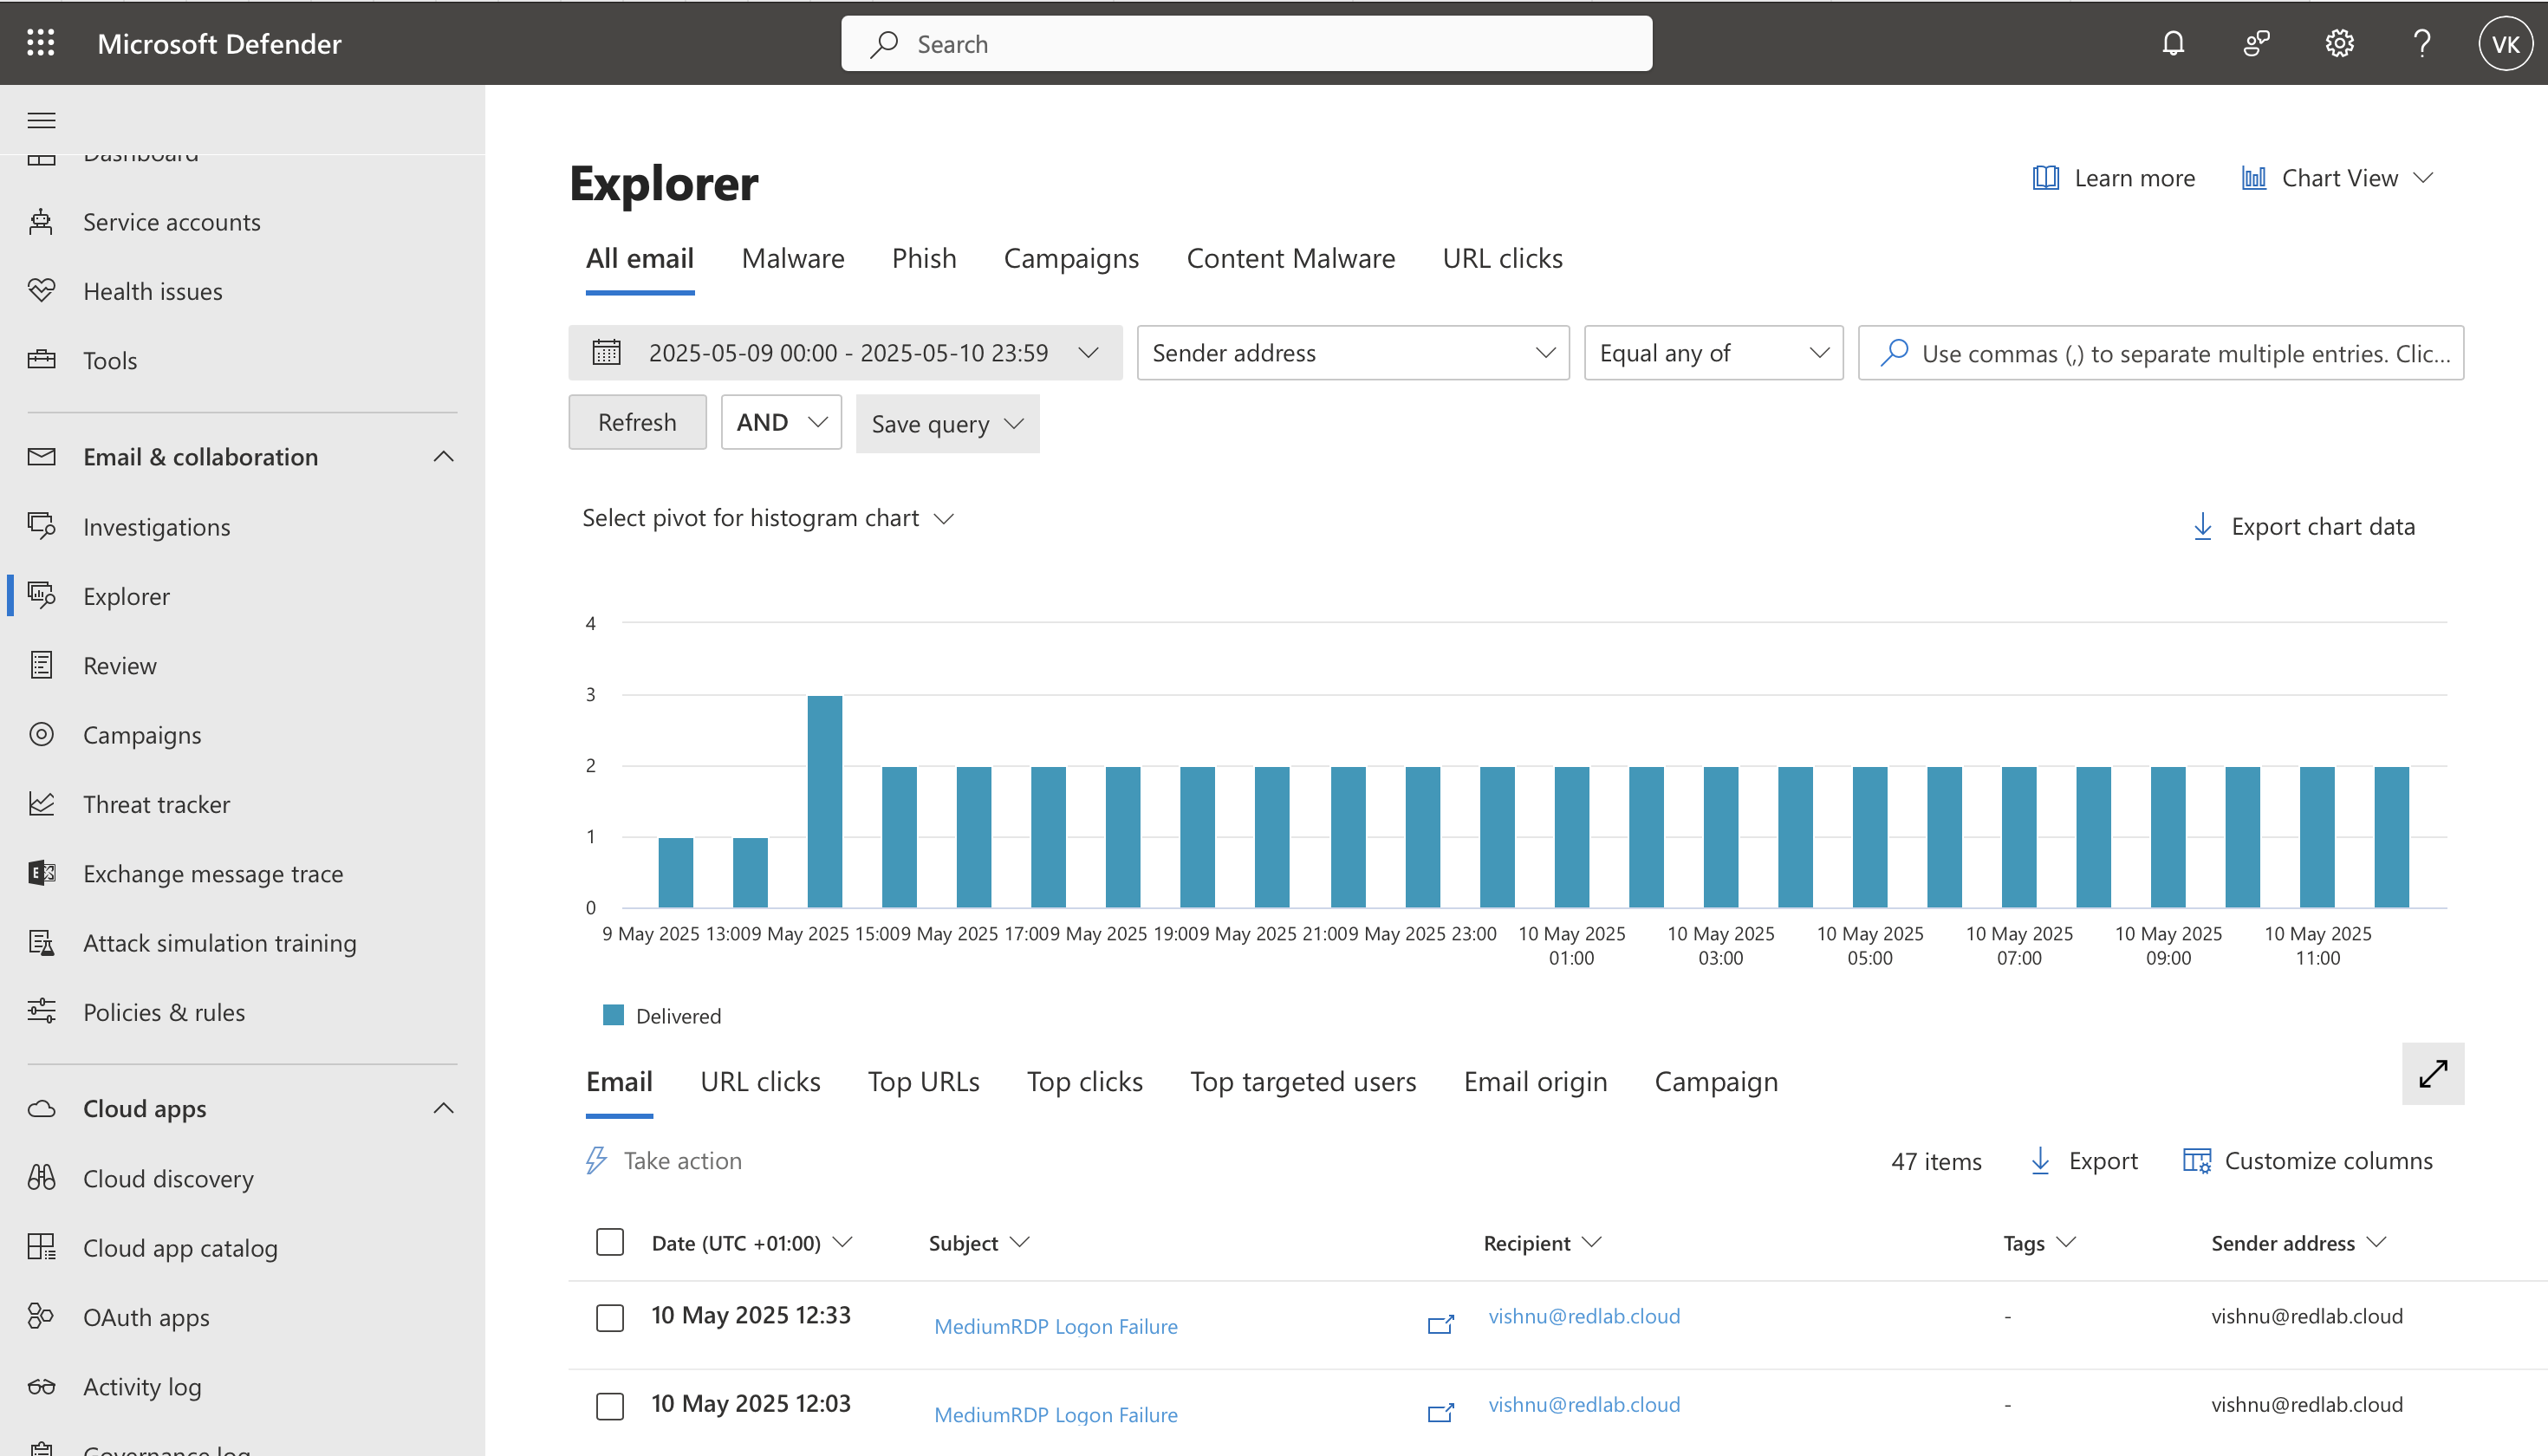 Microsoft Defender
Search
VK
Dashboard
Service accounts
Health issues
Tools
Email & collaboration
Investigations
Explorer
Review
Campaigns
Threat tracker
Exchange message trace
Attack simulation training
Policies & rules
Cloud apps
Cloud discovery
Cloud app catalog
OAuth apps
Activity log
Governance log
Explorer
Learn more
Chart View
All email Malware Phish Campaigns Content Malware URL clicks
2025-05-09 00:00 - 2025-05-10 23:59
Sender address
Equal any of
Use commas (,) to separate multiple entries. Clic...
Refresh
AND
Save query
Select pivot for histogram chart
Export chart data
4
3
2
1
0
9 May 2025 13:00
9 May 2025 15:00
9 May 2025 17:00
9 May 2025 19:00
9 May 2025 21:00
9 May 2025 23:00
10 May 2025
01:00
10 May 2025
03:00
10 May 2025
05:00
10 May 2025
07:00
10 May 2025
09:00
10 May 2025
11:00
Delivered
Email URL clicks Top URLs Top clicks Top targeted users Email origin Campaign
Take action
47 items
Export
Customize columns
Date (UTC +01:00) Subject Recipient Tags Sender address
10 May 2025 12:33 MediumRDP Logon Failure vishnu@redlab.cloud - vishnu@redlab.cloud
10 May 2025 12:03 MediumRDP Logon Failure vishnu@redlab.cloud - vishnu@redlab.cloud